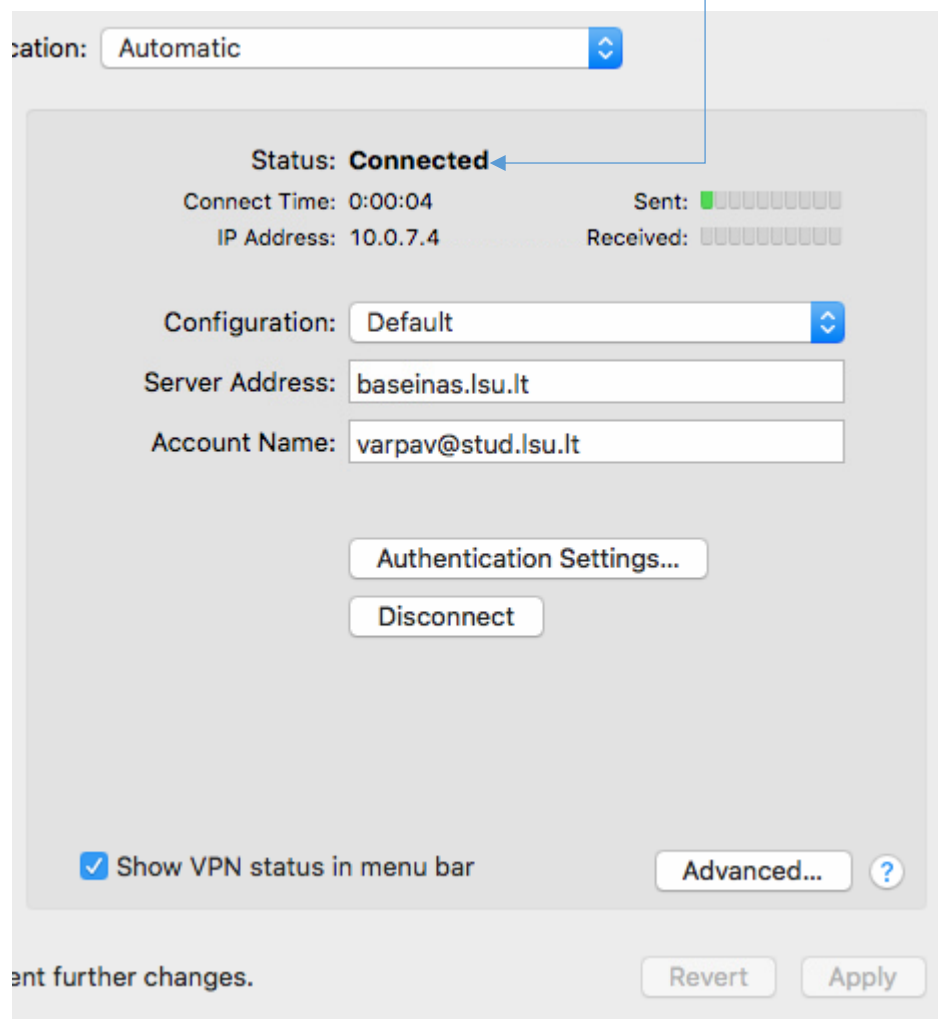 cation: Automatic
Status: Connected
Connect Time: 0:00:04 Sent:
IP Address: 10.0.7.4 Received:
Configuration: Default
Server Address: baseinas.lsu.lt
Account Name: varpav@stud.lsu.lt
Authentication Settings...
Disconnect
Show VPN status in menu bar Advanced... ?
ent further changes. Revert Apply